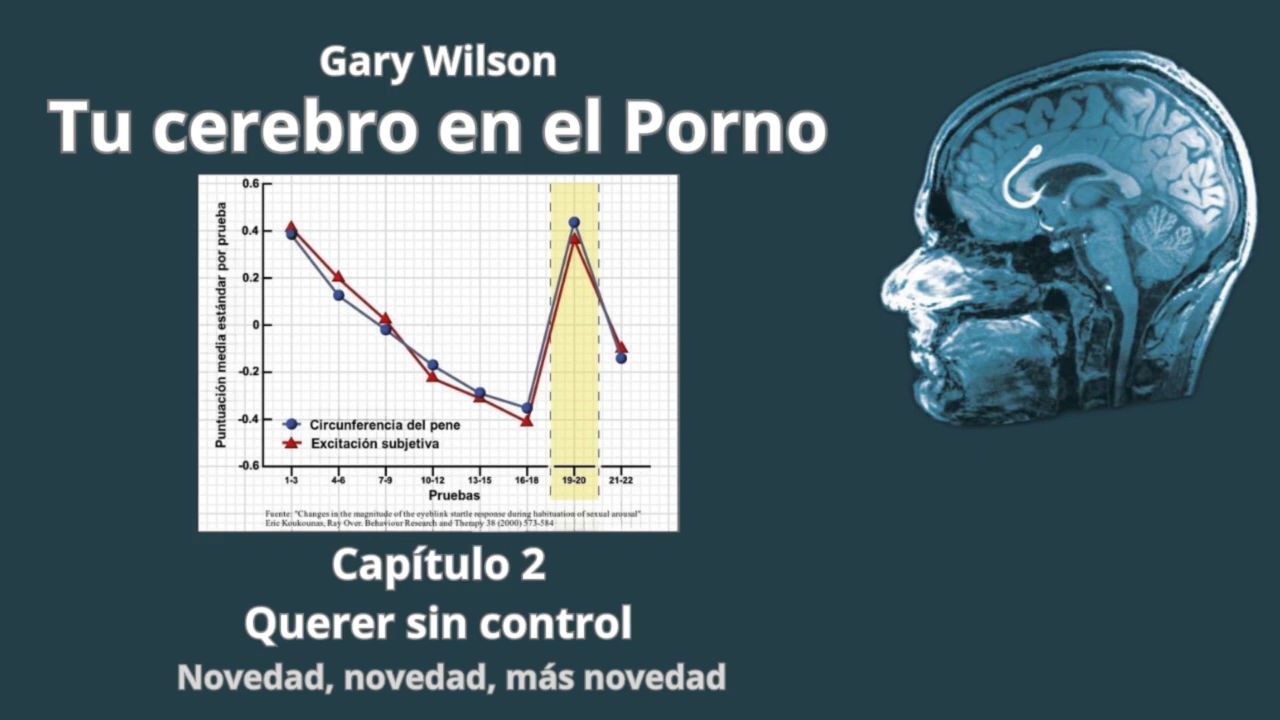 Gary Wilson
Tu cerebro en el Porno
Puntuación media estándar por prueba
0.6
0.4
0.2
0
-0.2
-0.4
-0.6
Circunferencia del pene
Excitación subjetiva
1-3 4-6 7-9 10-12 13-15 16-18 19-20 21-22
Pruebas
Fuente: "Changes in the magnitude of the eyeblink startle response during habituation of sexual arousal"
Eric Koukounas, Ray Over. Behaviour Research and Therapy 38 (2000) 573-584
Capítulo 2
Querer sin control
Novedad, novedad, más novedad